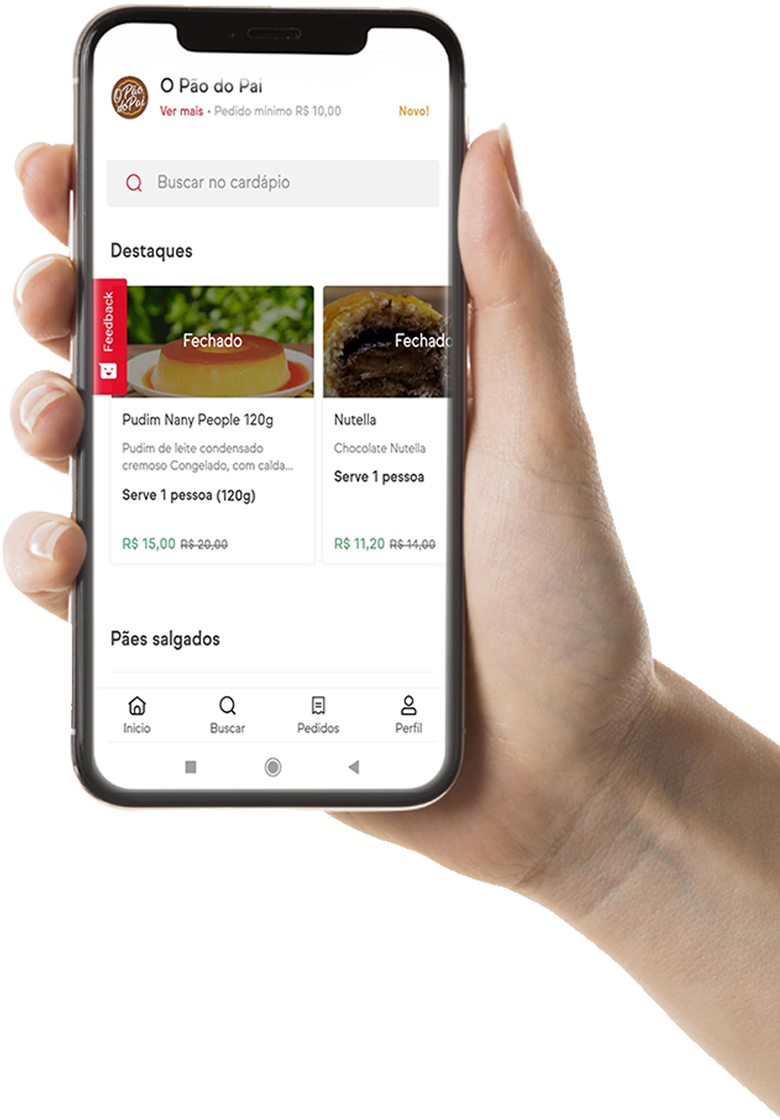 O Pão do Pai
O Pão
do Pai
Ver mais • Pedido mínimo R$ 10,00
Novo!
Buscar no cardápio
Destaques
Feedback
Fechado
Fechado
Pudim Nany People 120g
Pudim de leite condensado
cremoso Congelado, com calda...
Serve 1 pessoa (120g)
R$ 15,00 R$ 20,00
Nutella
Chocolate Nutella
Serve 1 pessoa
R$ 11,20 R$ 14,00
Pães salgados
Inicio
Buscar
Pedidos
Perfil